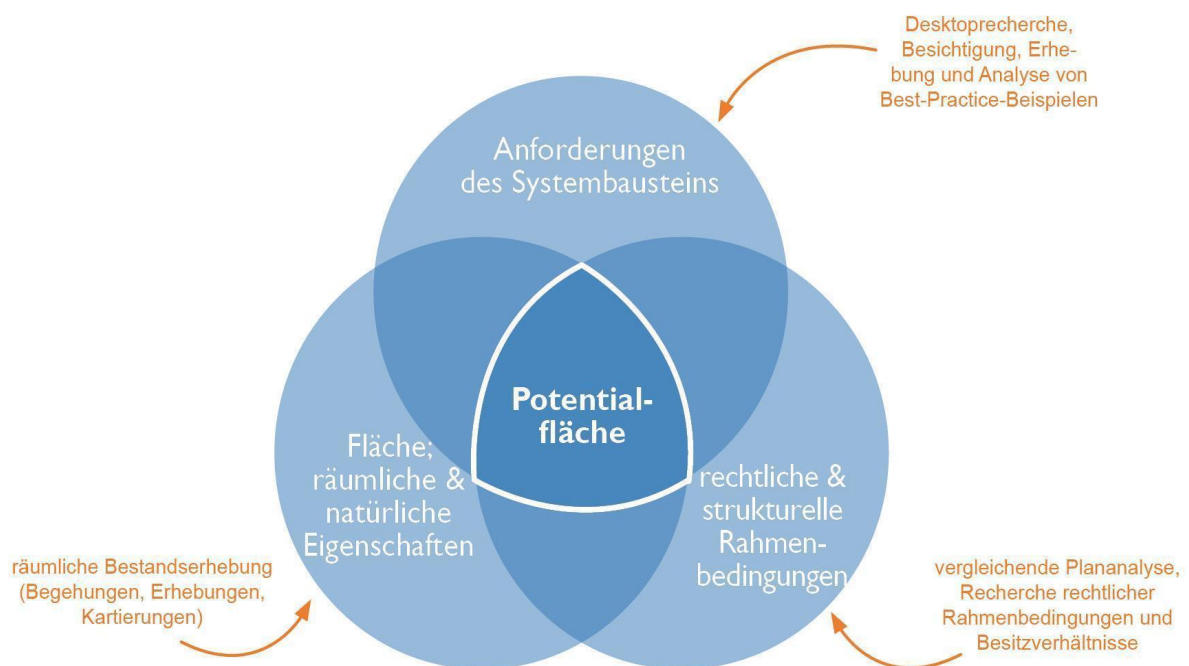 Desktoprecherche,
Besichtigung, Erhe-
bung und Analyse von
Best-Practice-Beispielen
Anforderungen
des Systembausteins
Potential-
fläche
Fläche;
räumliche &
natürliche
Eigenschaften
rechtliche &
strukturelle
Rahmen-
bedingungen
räumliche Bestandserhebung
(Begehungen, Erhebungen,
Kartierungen)
vergleichende Plananalyse,
Recherche rechtlicher
Rahmenbedingungen und
Besitzverhältnisse